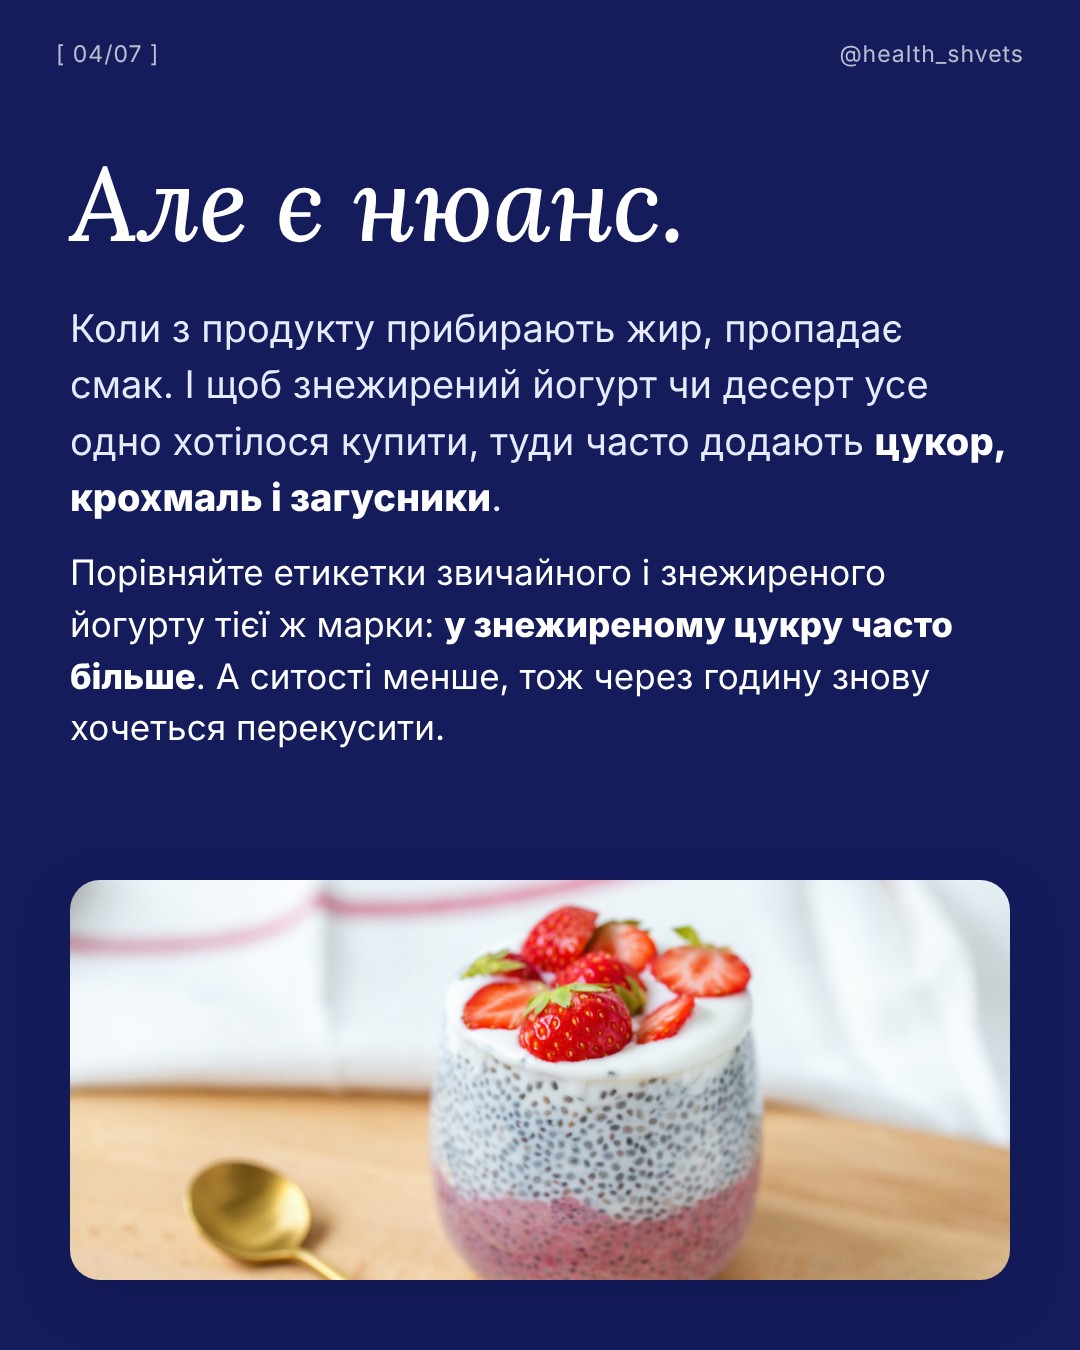 [ 04/07 ]
@health_shvets
Але є нюанс.
Коли з продукту прибирають жир, пропадає
смак. І щоб знежирений йогурт чи десерт усе
одно хотілося купити, туди часто додають цукор,
крохмаль і загусники.
Порівняйте етикетки звичайного і знежиреного
йогурту тієї ж марки: у знежиреному цукру часто
більше. А ситості менше, тож через годину знову
хочеться перекусити.